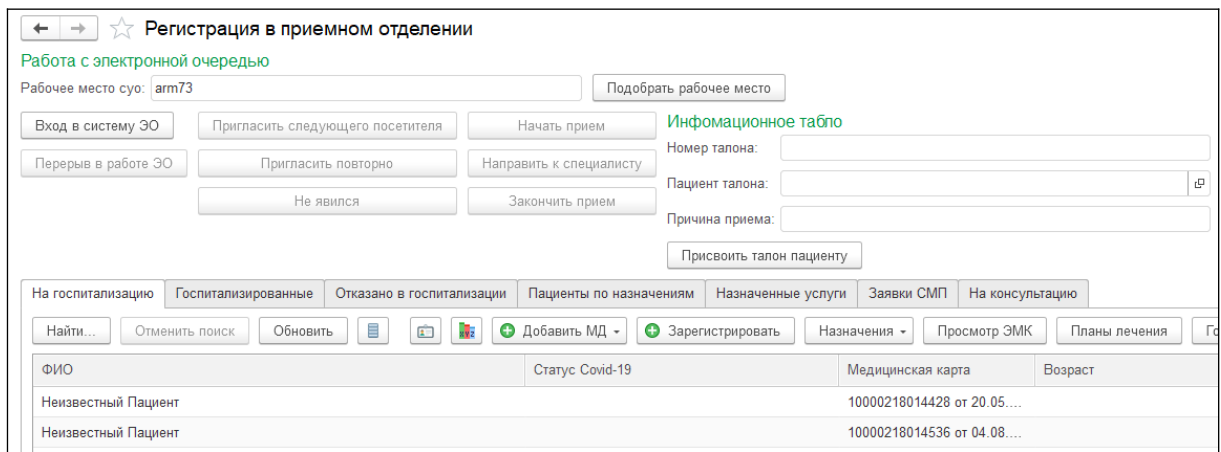 Регистрация в приемном отделении
Работа с электронной очередью
Рабочее место суо: arm73 Подобрать рабочее место
Вход в систему ЭО Пригласить следующего посетителя Начать прием Инфомационное табло
Номер талона:
Перерыв в работе ЭО Пригласить повторно Направить к специалисту
Пациент талона:
Не явился Закончить прием
Причина приема:
Присвоить талон пациенту
На госпитализацию Госпитализированные Отказано в госпитализации Пациенты по назначениям Назначенные услуги Заявки СМП На консультацию
Найти... Отменить поиск Обновить Добавить МД Зарегистрировать Назначения Просмотр ЭМК Планы лечения Го
ФИО Статус Covid-19 Медицинская карта Возраст
Неизвестный Пациент 10000218014428 от 20.05....
Неизвестный Пациент 10000218014536 от 04.08....